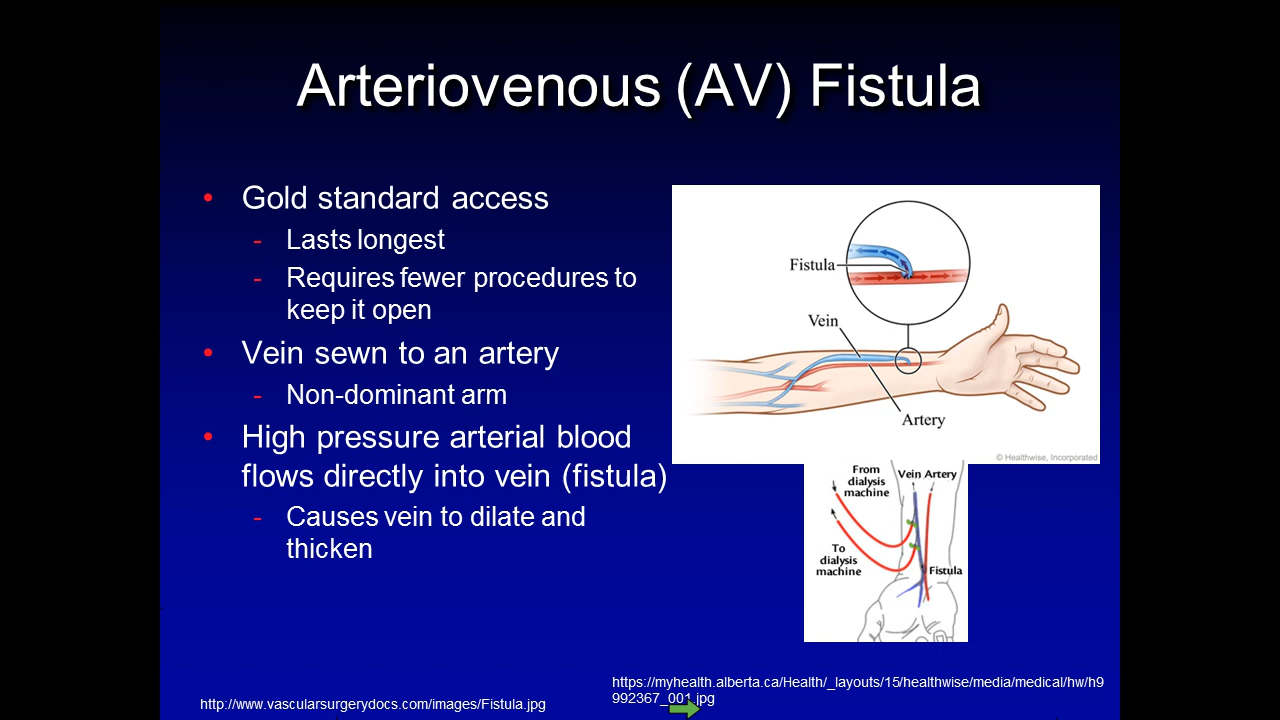 Arteriovenous (AV) Fistula
• Gold standard access
- Lasts longest
- Requires fewer procedures to
keep it open
• Vein sewn to an artery
- Non-dominant arm
• High pressure arterial blood
flows directly into vein (fistula)
- Causes vein to dilate and
thicken
Fistula
Vein
Artery
© Healthwise, Incorporated
From
dialysis
machine
Vein Artery
To
dialysis
machine
Fistula
http://www.vascularsurgerydocs.com/images/Fistula.jpg
https://myhealth.alberta.ca/Health/_layouts/15/healthwise/media/medical/hw/h9
992367_001.jpg